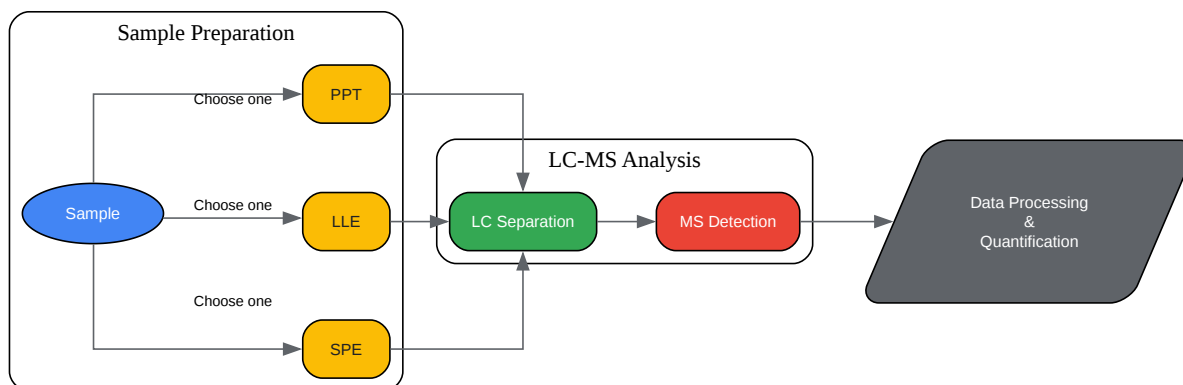 Sample Preparation
Choose one
PPT
LC-MS Analysis
Sample
Choose one
LLE
LC Separation
MS Detection
Data Processing
&
Quantification
Choose one
SPE